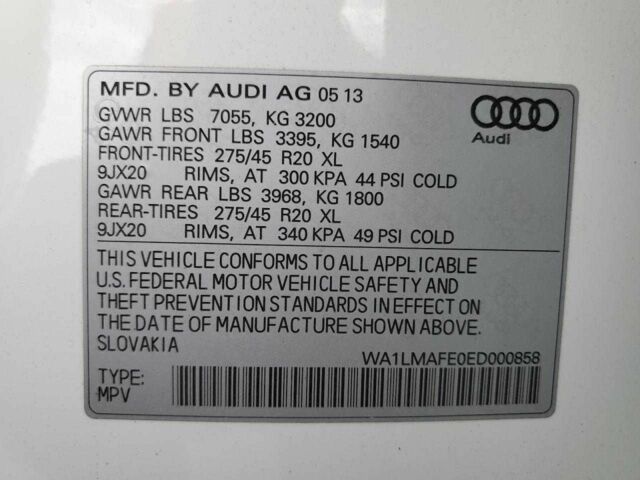 MFD. BY AUDI AG 05 13
GVWR LBS 7055, KG 3200
GAWR FRONT LBS 3395, KG 1540
FRONT-TIRES 275/45 R20 XL
9JX20 RIMS, AT 300 KPA 44 PSI COLD
GAWR REAR LBS 3968, KG 1800
REAR-TIRES 275/45 R20 XL
9JX20 RIMS, AT 340 KPA 49 PSI COLD
Audi
THIS VEHICLE CONFORMS TO ALL APPLICABLE
U.S. FEDERAL MOTOR VEHICLE SAFETY AND
THEFT PREVENTION STANDARDS IN EFFECT ON
THE DATE OF MANUFACTURE SHOWN ABOVE.
SLOVAKIA
WA1LMAFE0ED000858
TYPE:
MPV